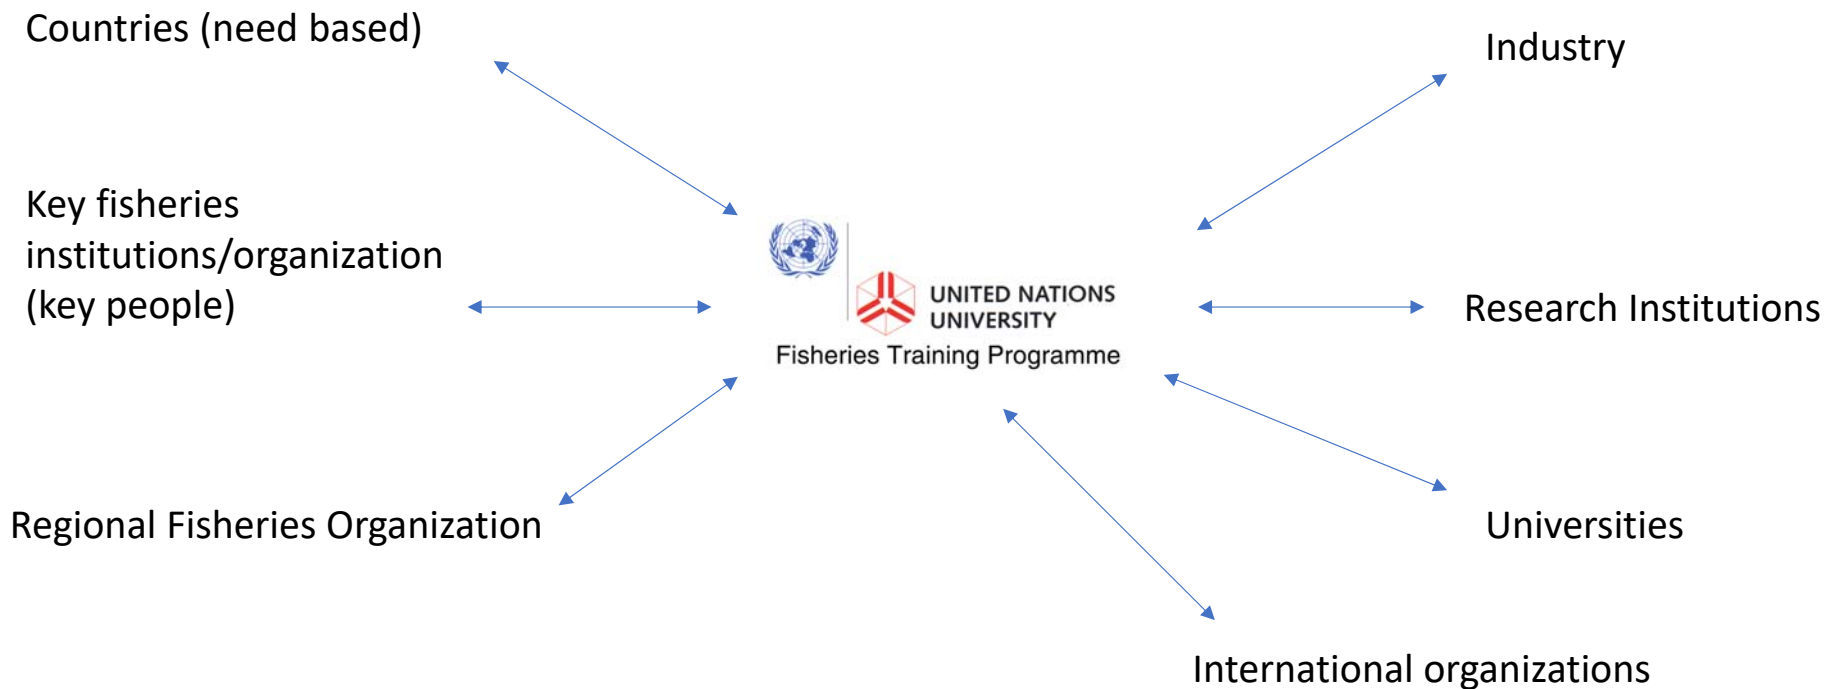 Countries (need based)
Industry
Key fisheries
institutions/organization
(key people)
UNITED NATIONS
UNIVERSITY
Fisheries Training Programme
Research Institutions
Regional Fisheries Organization
Universities
International organizations